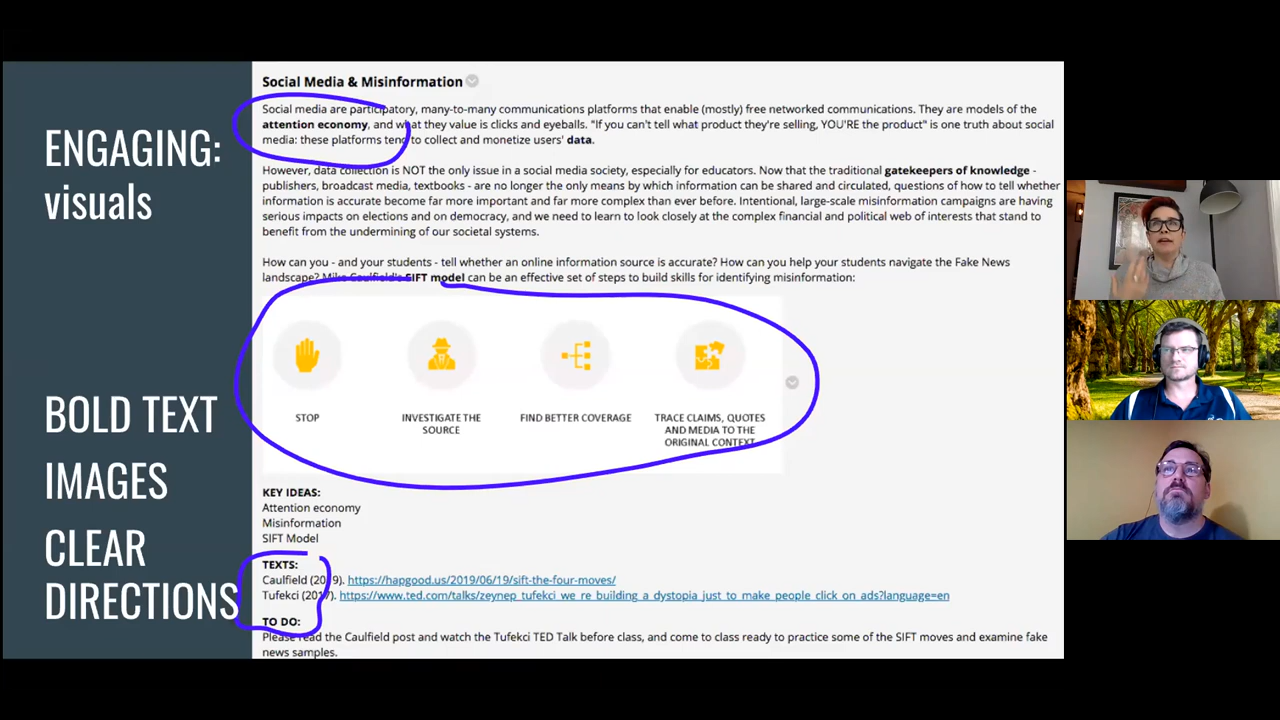 ENGAGING:
visuals
BOLD TEXT
IMAGES
CLEAR
DIRECTIONS
Social Media & Misinformation
Social media are participatory, many-to-many communications platforms that enable (mostly) free networked communications. They are models of the
attention economy, and what they value is clicks and eyeballs. "If you can't tell what product they're selling, YOU'RE the product" is one truth about social
media: these platforms tend to collect and monetize users' data.
However, data collection is NOT the only issue in a social media society, especially for educators. Now that the traditional gatekeepers of knowledge -
publishers, broadcast media, textbooks - are no longer the only means by which information can be shared and circulated, questions of how to tell whether
information is accurate become far more important and far more complex than ever before. Intentional, large-scale misinformation campaigns are having
serious impacts on elections and on democracy, and we need to learn to look closely at the complex financial and political web of interests that stand to
benefit from the undermining of our societal systems.
How can you - and your students - tell whether an online information source is accurate? How can you help your students navigate the Fake News
landscape? Mike Caulfield's SIFT model can be an effective set of steps to build skills for identifying misinformation:
STOP
INVESTIGATE THE
SOURCE
FIND BETTER COVERAGE
TRACE CLAIMS, QUOTES
AND MEDIA TO THE
ORIGINAL CONTEXT
KEY IDEAS:
Attention economy
Misinformation
SIFT Model
TEXTS:
Caulfield (2019). https://hapgood.us/2019/06/19/sift-the-four-moves/
Tufekci (2017). https://www.ted.com/talks/zeynep_tufekci_we_re_building_a_dystopia_just_to_make_people_click_on_ads?language=en
TO DO:
Please read the Caulfield post and watch the Tufekci TED Talk before class, and come to class ready to practice some of the SIFT moves and examine fake
news samples.